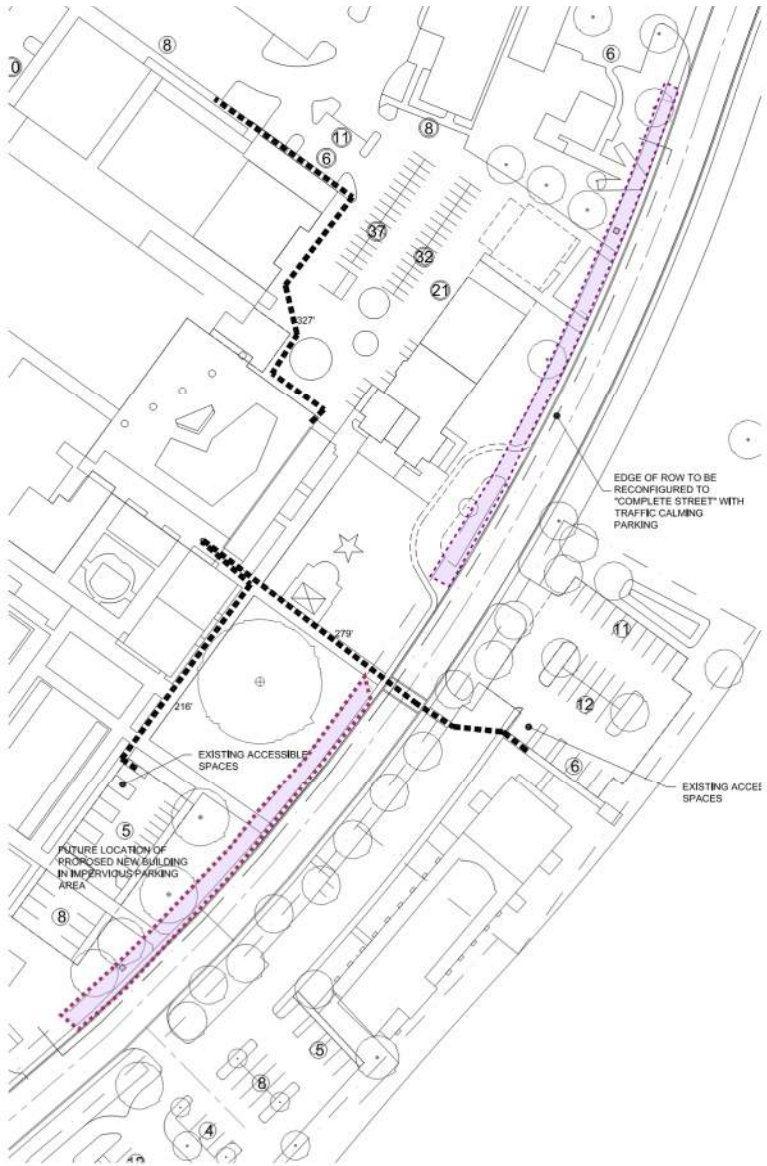 8
0
6
11
8
6
37
32
21
327'
EDGE OF ROW TO BE
RECONFIGURED TO
"COMPLETE STREET" WITH
TRAFFIC CALMING
PARKING
11
279'
12
216'
EXISTING ACCESSIBLE
SPACES
6
EXISTING ACCE
SPACES
5
FUTURE LOCATION OF
PROPOSED NEW BUILDING
IN IMPERVIOUS PARKING
AREA
8
5
8
4